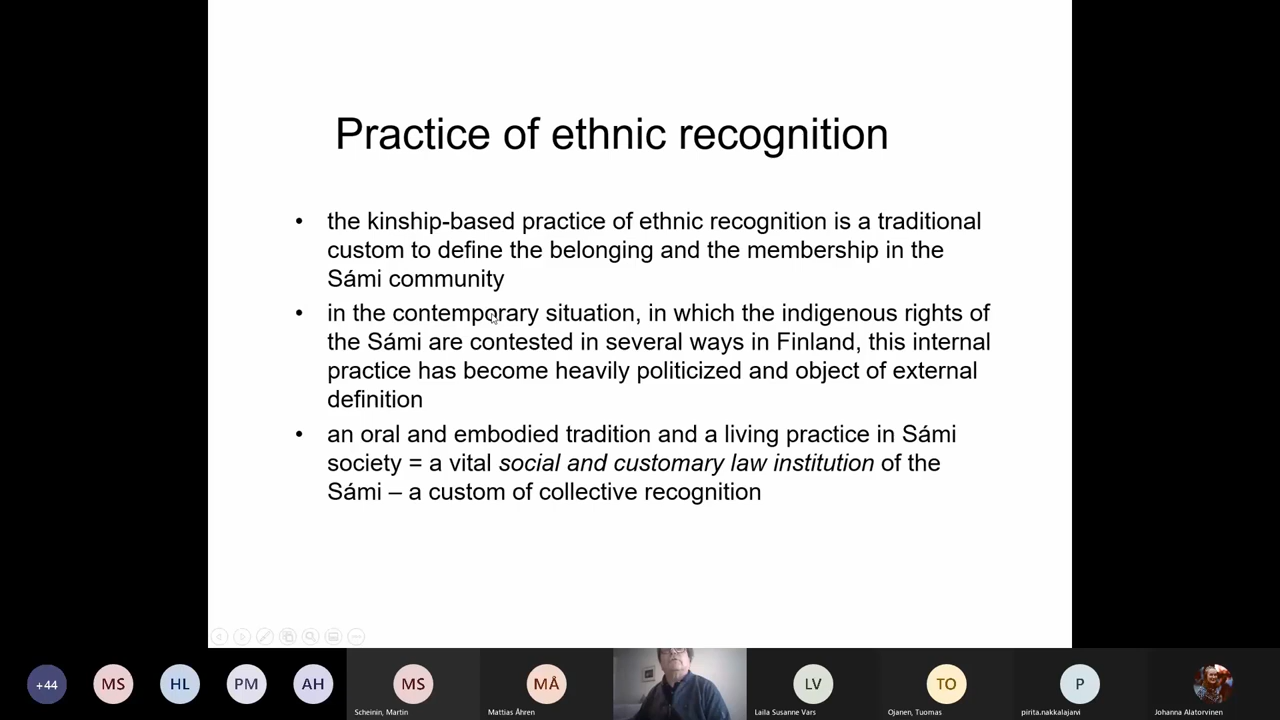 Practice of ethnic recognition
• the kinship-based practice of ethnic recognition is a traditional
custom to define the belonging and the membership in the
Sámi community
• in the contemporary situation, in which the indigenous rights of
the Sámi are contested in several ways in Finland, this internal
practice has become heavily politicized and object of external
definition
• an oral and embodied tradition and a living practice in Sámi
society = a vital social and customary law institution of the
Sámi – a custom of collective recognition
+44
MS
HL
PM
AH
MS
MÅ
LV
TO
P
Scheinin, Martin
Mattias Åhren
Laila Susanne Vars
Ojanen, Tuomas
pirita.nakkalajarvi
Johanna Alatorvinen